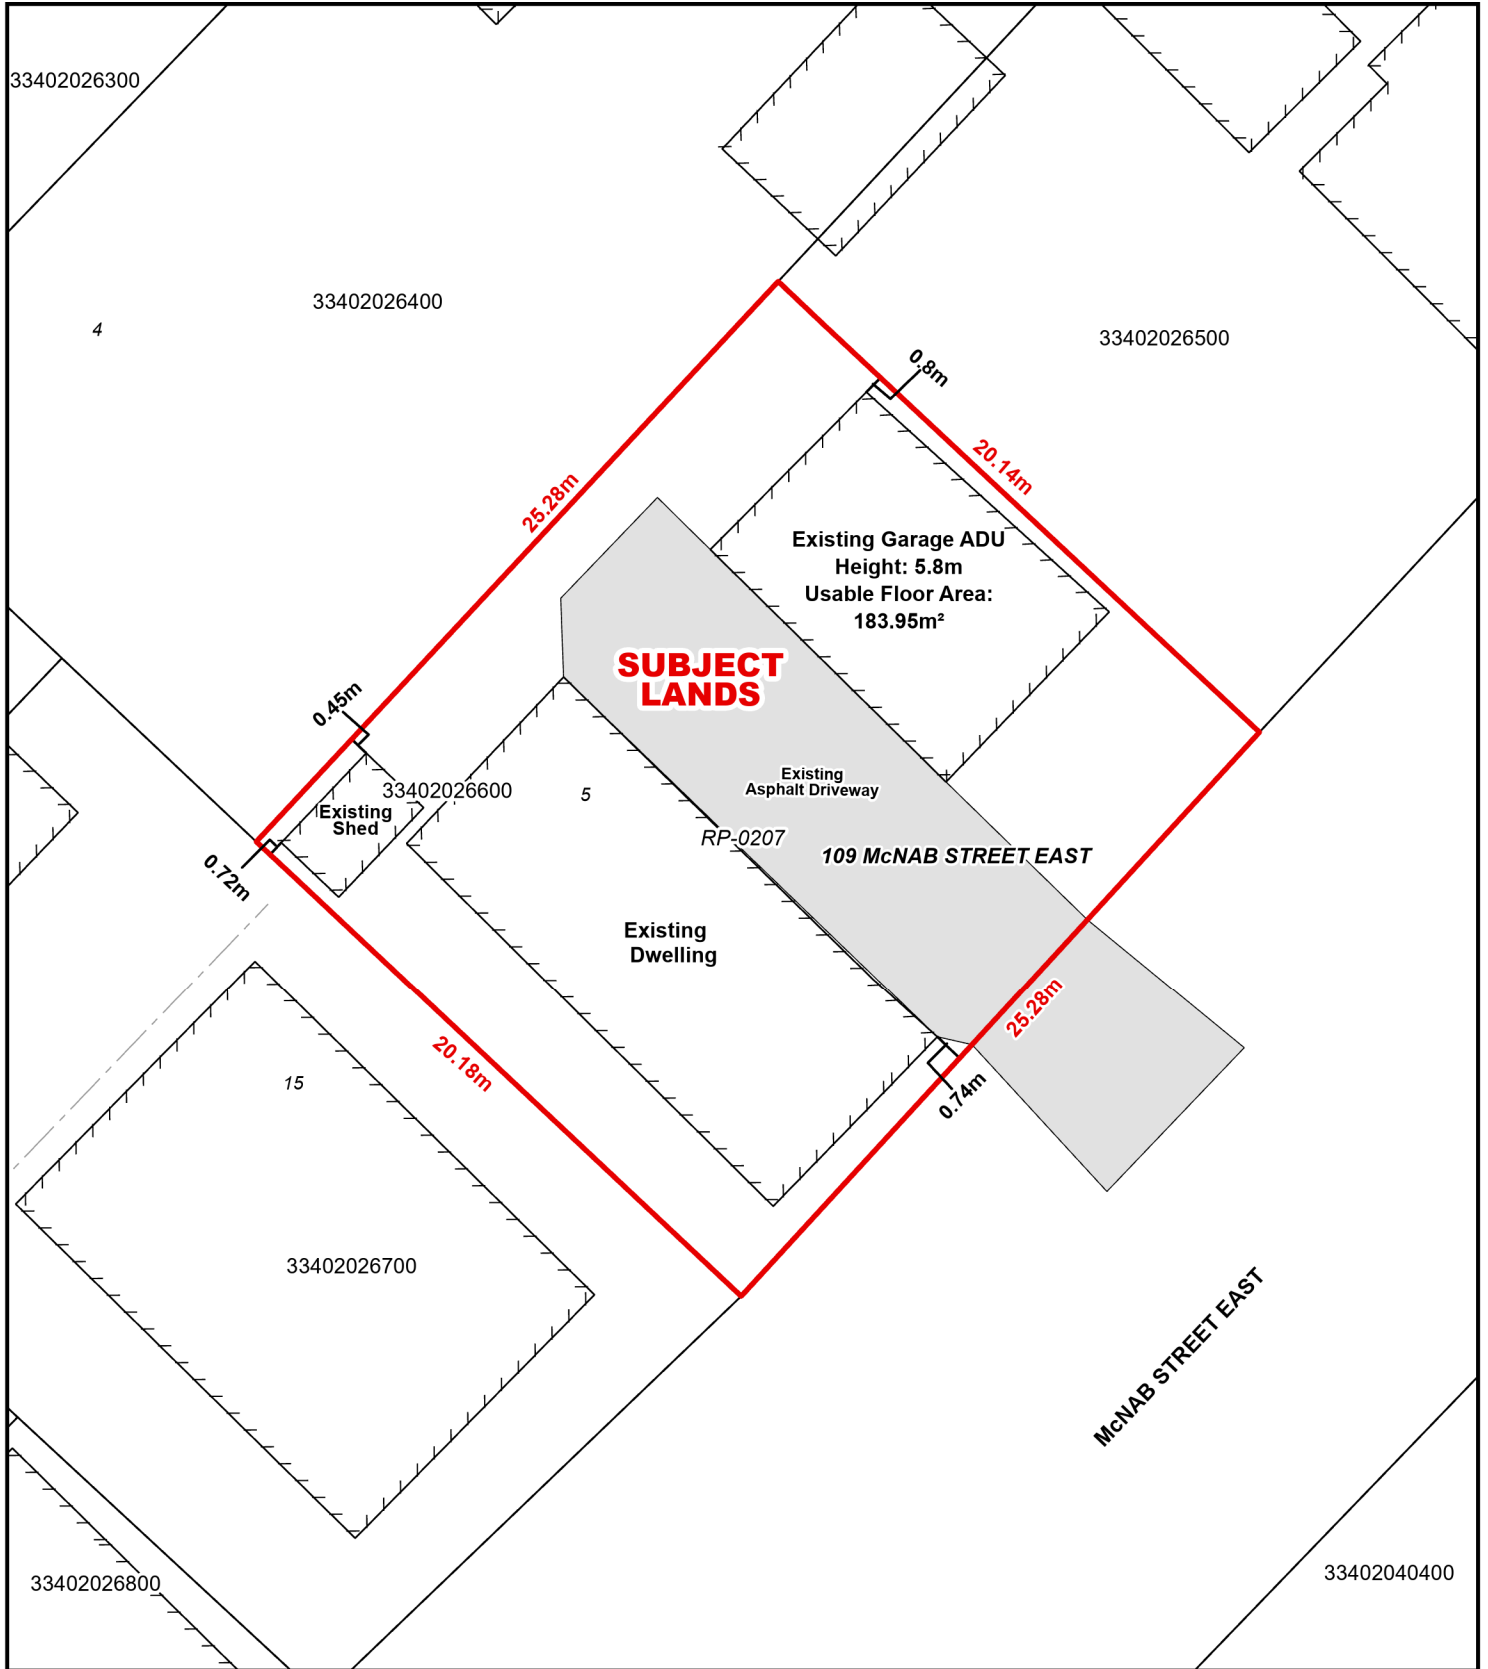 33402026300
33402026400
4
33402026500
0.8m
20.14m
25.28m
Existing Garage ADU
Height: 5.8m
Usable Floor Area:
183.95m²
SUBJECT
LANDS
0.45m
33402026600
5
Existing
Shed
Existing
Asphalt Driveway
RP-0207
109 McNAB STREET EAST
0.72m
Existing
Dwelling
25.28m
20.18m
0.74m
15
33402026700
McNAB STREET EAST
33402026800
33402040400